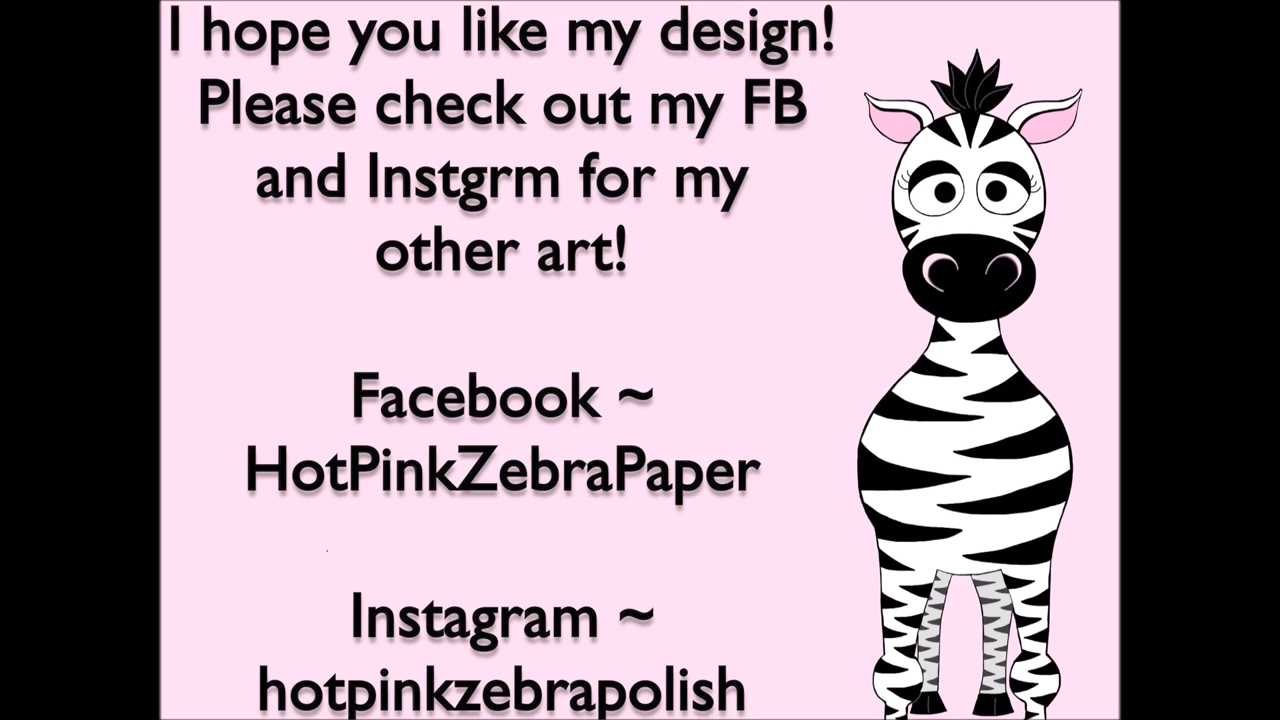 I hope you like my design!
Please check out my FB
and Instgrm for my
other art!
Facebook ~
HotPinkZebraPaper
Instagram ~
hotpinkzebrapolish